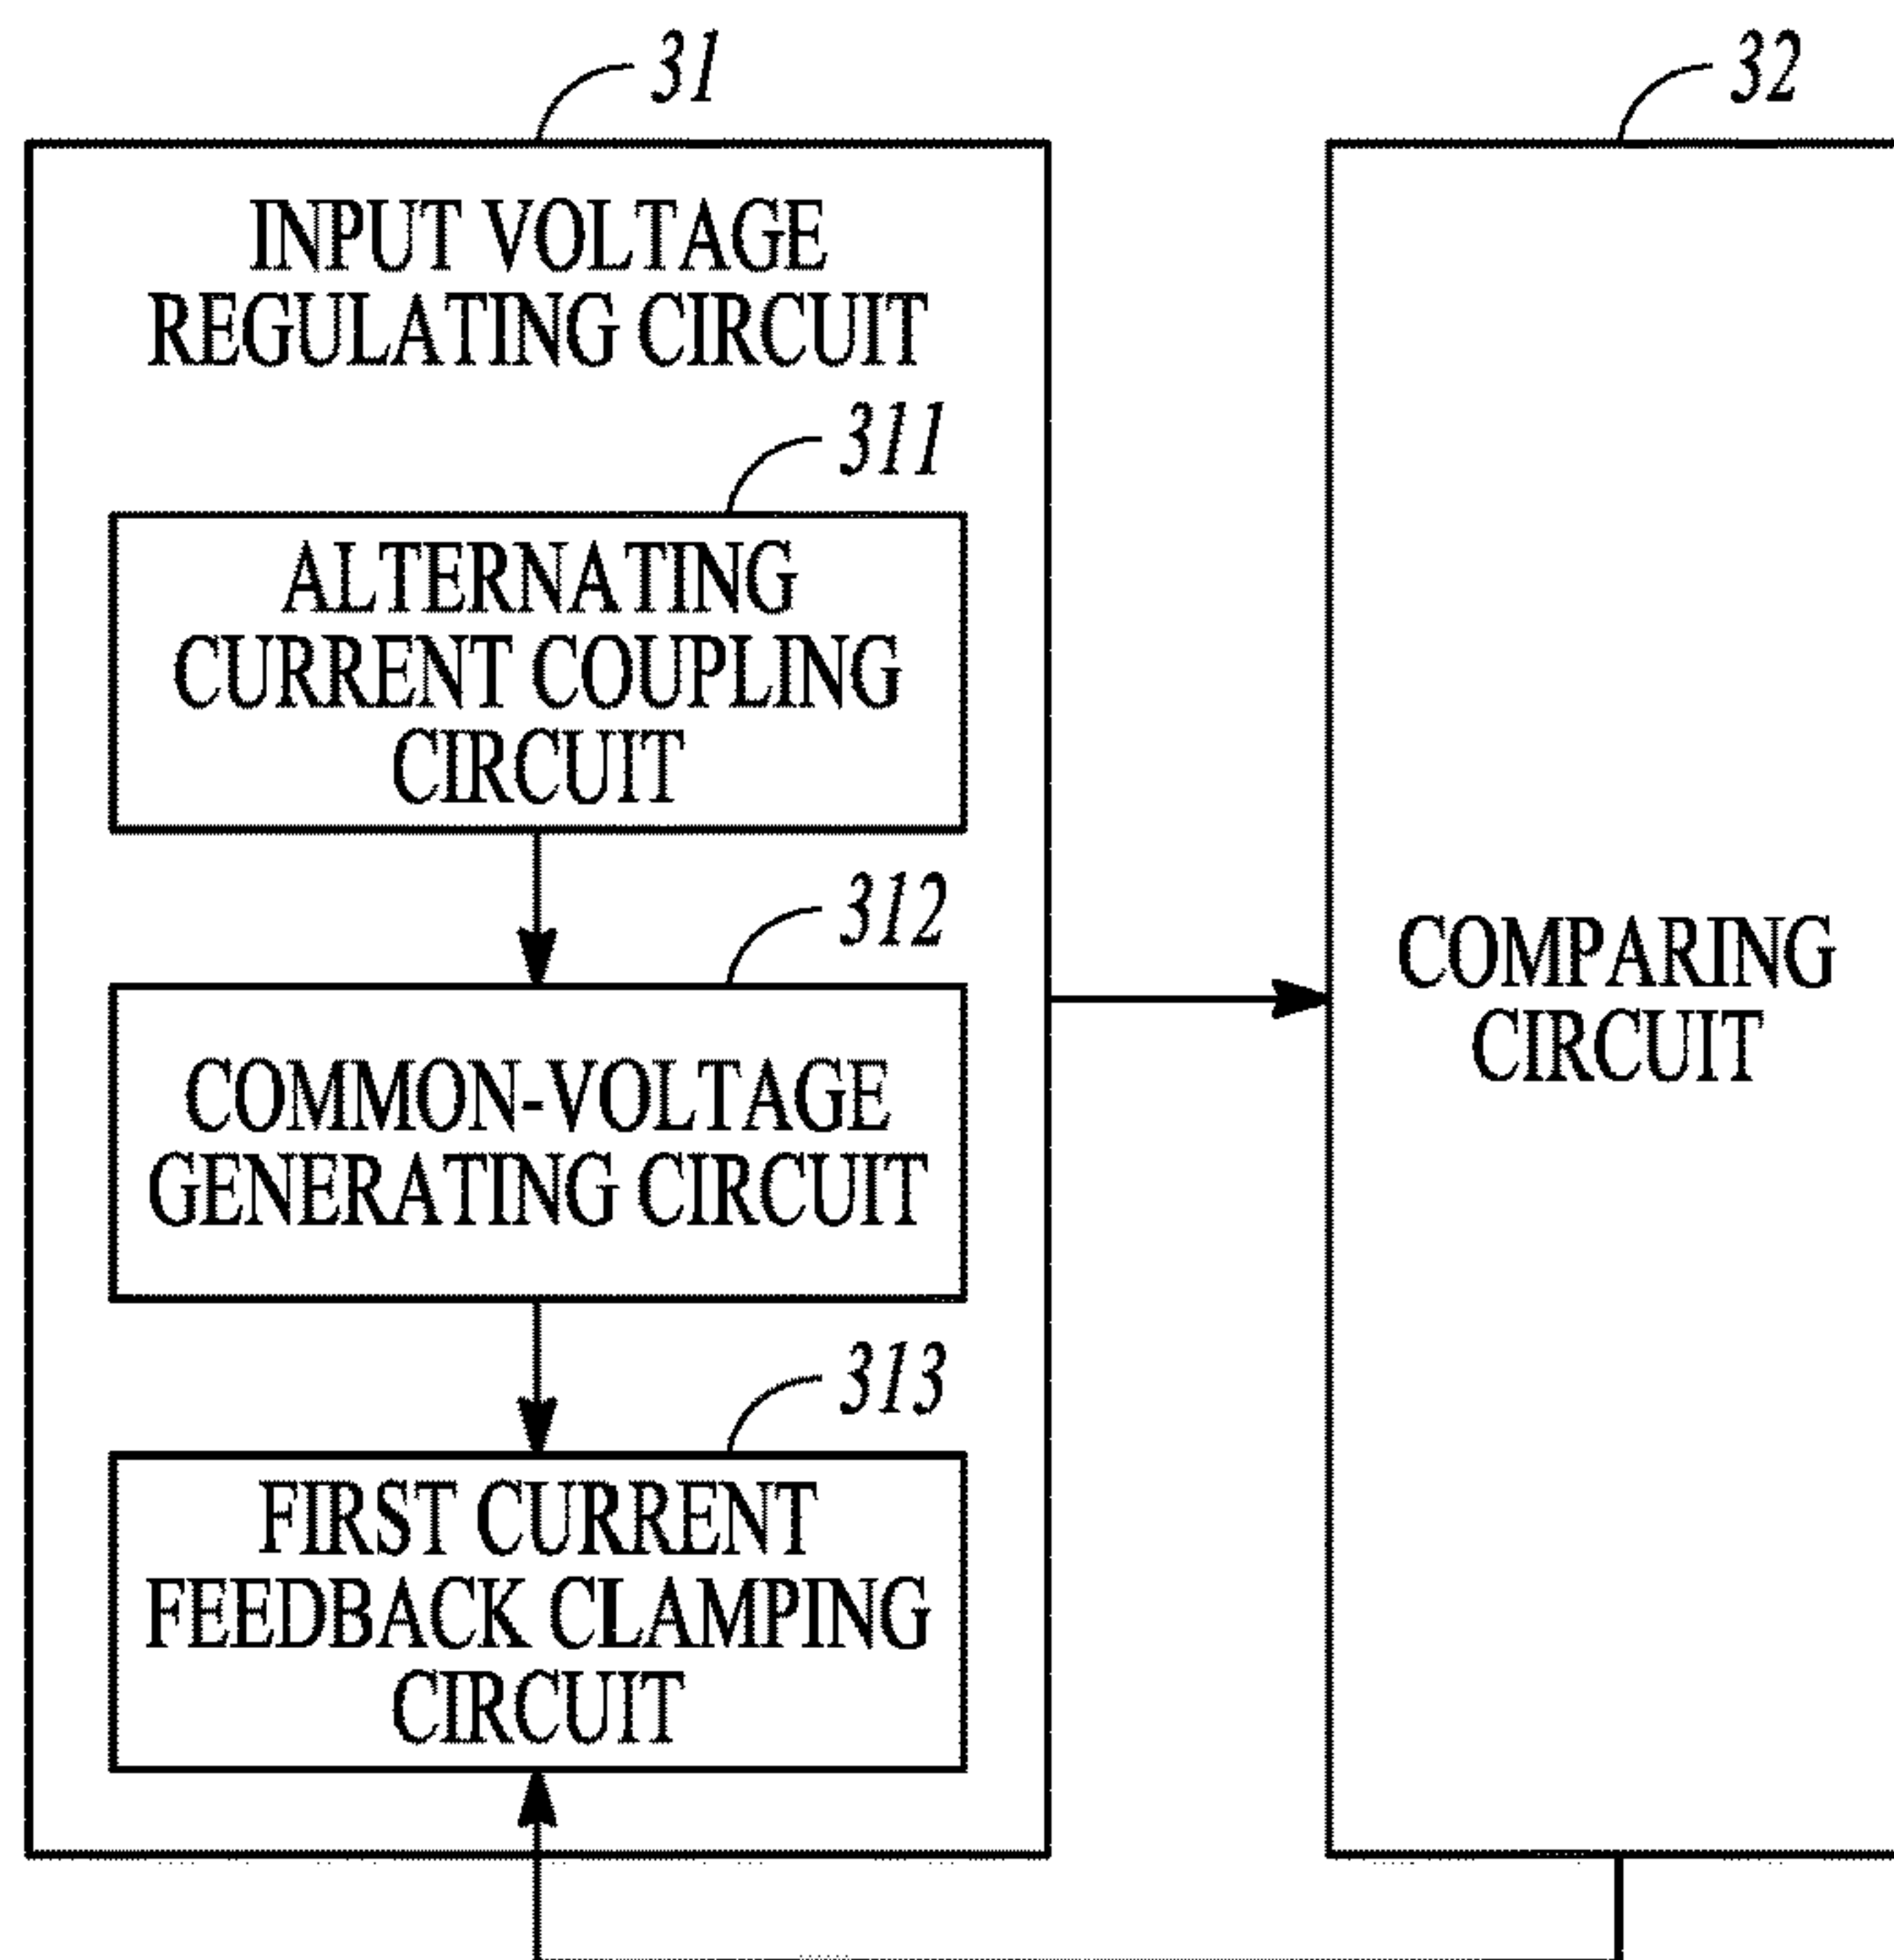 31
INPUT VOLTAGE
REGULATING CIRCUIT
311
ALTERNATING
CURRENT COUPLING
CIRCUIT
312
COMMON-VOLTAGE
GENERATING CIRCUIT
313
FIRST CURRENT
FEEDBACK CLAMPING
CIRCUIT
32
COMPARING
CIRCUIT